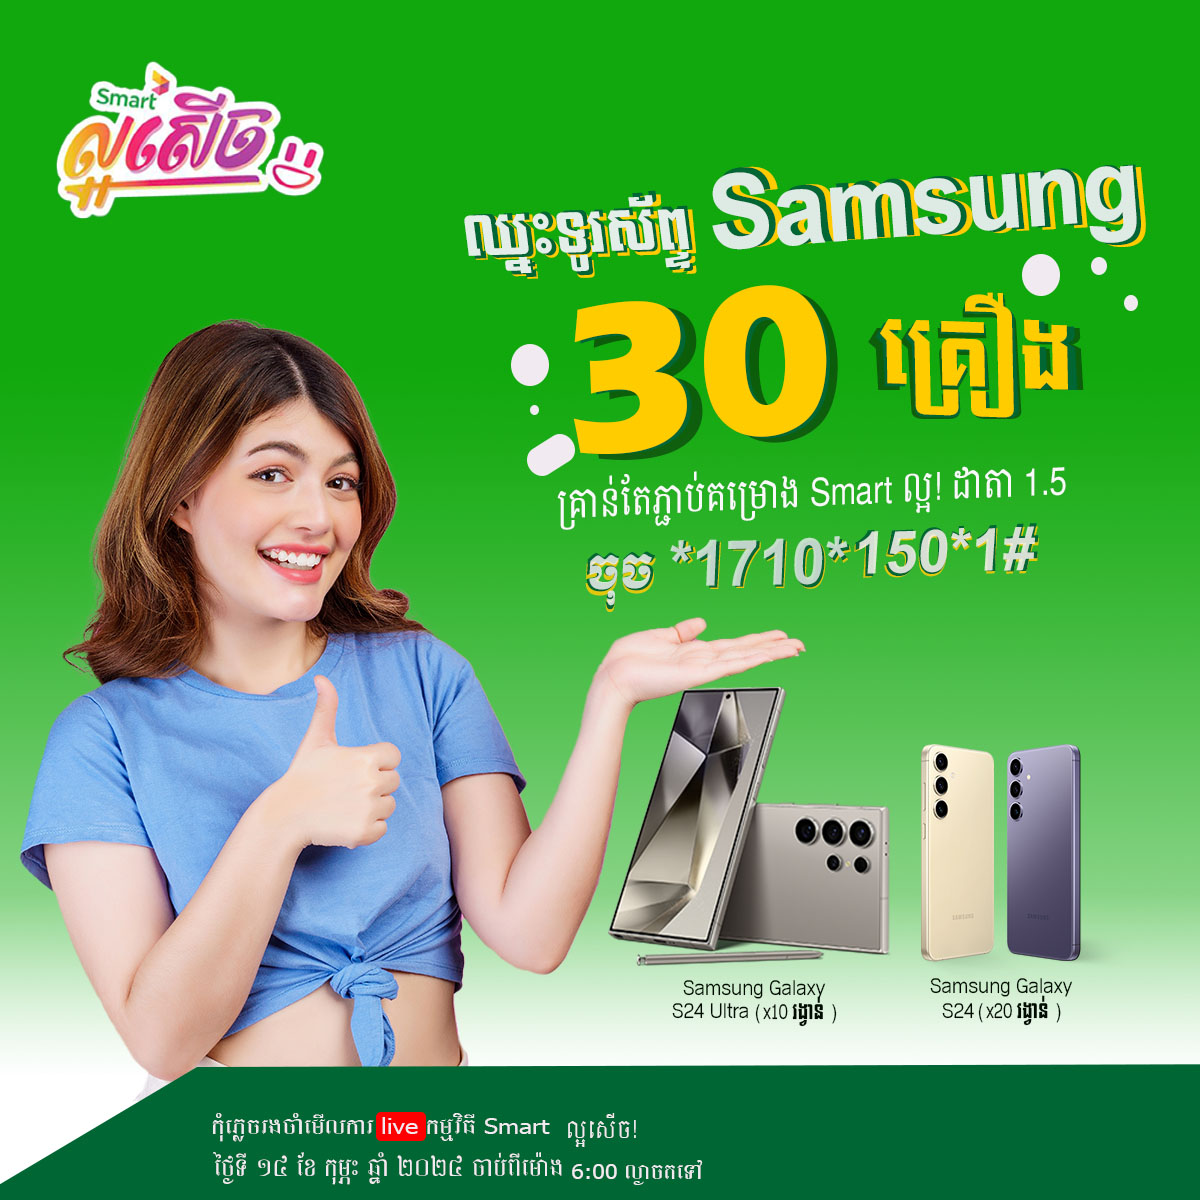 Smart
ល្អសើច
ឈ្នះទូរស័ព្ទ Samsung
30 គ្រឿង
គ្រាន់តែភ្ជាប់គម្រោង Smart ល្អ! ដាតា 1.5
ចុច *1710*150*1#
SAMSUNG SAMSUNG
Samsung Galaxy
S24 Ultra (x10 រង្វាន់ )
Samsung Galaxy
S24 (x20 រង្វាន់ )
កុំភ្លេចរងចាំមើលការ live កម្មវិធី Smart ល្អសើច!
ថ្ងៃទី ១៤ ខែ កុម្ភះ ឆ្នាំ ២០២៤ ចាប់ពីម៉ោង 6:00 ល្ងាចតទៅ